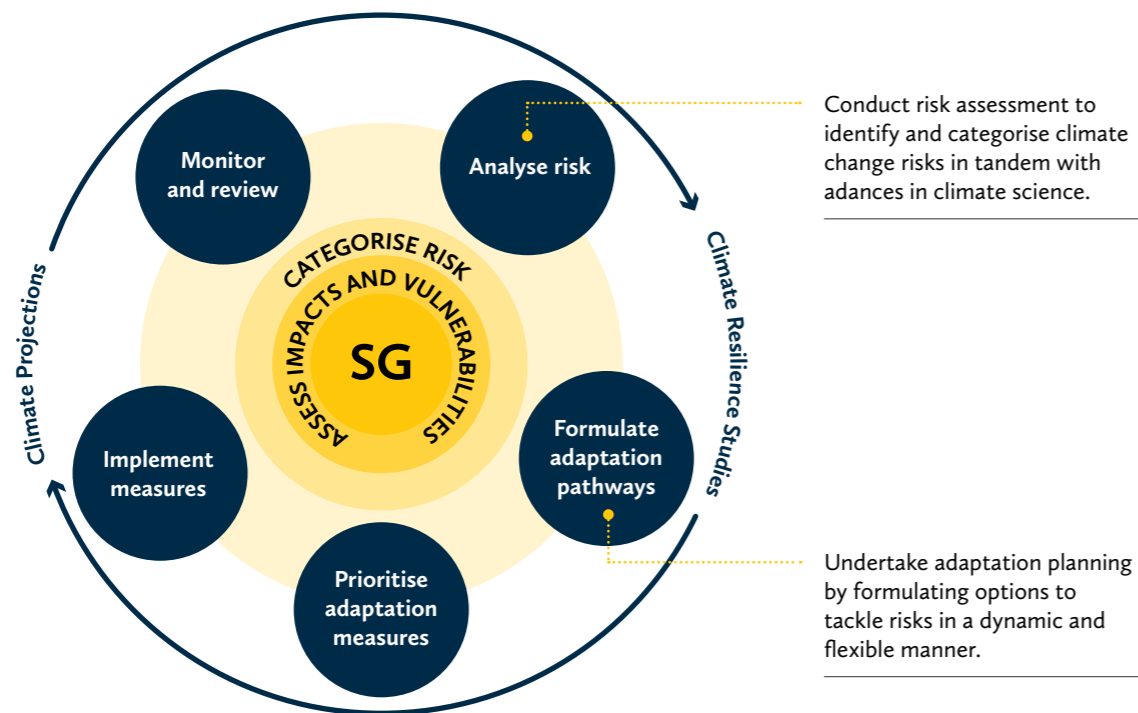 Monitor
and review
Analyse risk
Conduct risk assessment to
identify and categorise climate
change risks in tandem with
adances in climate science.
CATEGORISE RISK
ASSESS IMPACTS AND VULNERABILITIES
SG
Climate Projections
Climate Resilience Studies
Implement
measures
Formulate
adaptation
pathways
Prioritise
adaptation
measures
Undertake adaptation planning
by formulating options to
tackle risks in a dynamic and
flexible manner.